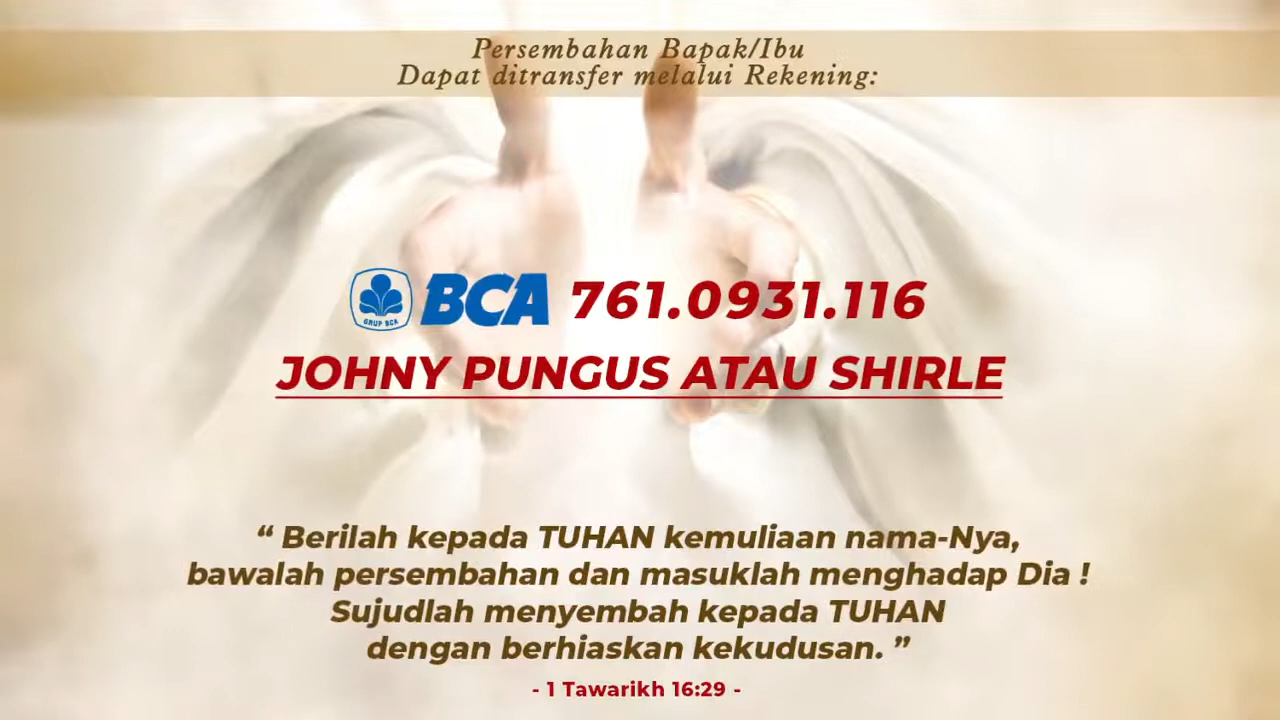 Persembahan Bapak/Ibu
Dapat ditransfer melalui Rekening:
GRUP BCA
BCA 761.0931.116
JOHNY PUNGUS ATAU SHIRLE
“ Berilah kepada TUHAN kemuliaan nama-Nya,
bawalah persembahan dan masuklah menghadap Dia !
Sujudlah menyembah kepada TUHAN
dengan berhiaskan kekudusan. ”
- 1 Tawarikh 16:29 -